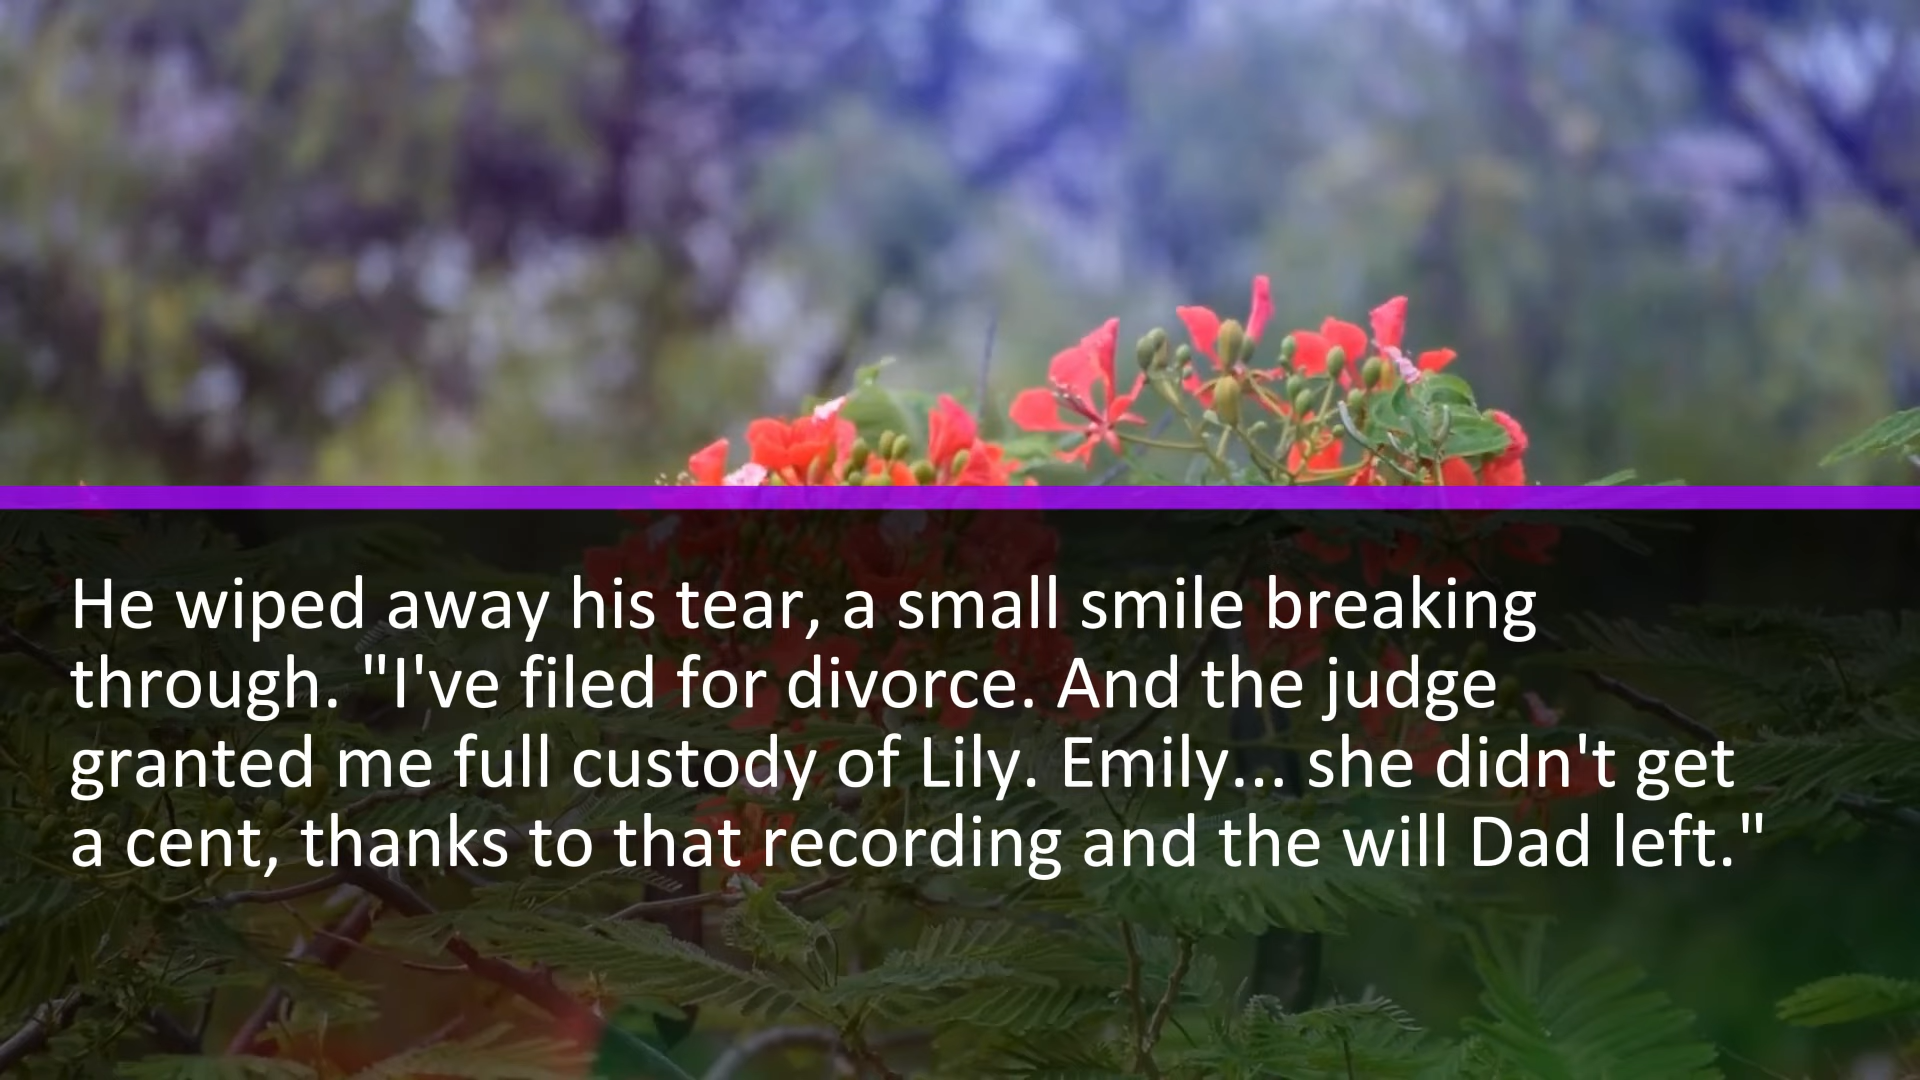 He wiped away his tear, a small smile breaking
through. "I've filed for divorce. And the judge
granted me full custody of Lily. Emily... she didn't get
a cent, thanks to that recording and the will Dad left."